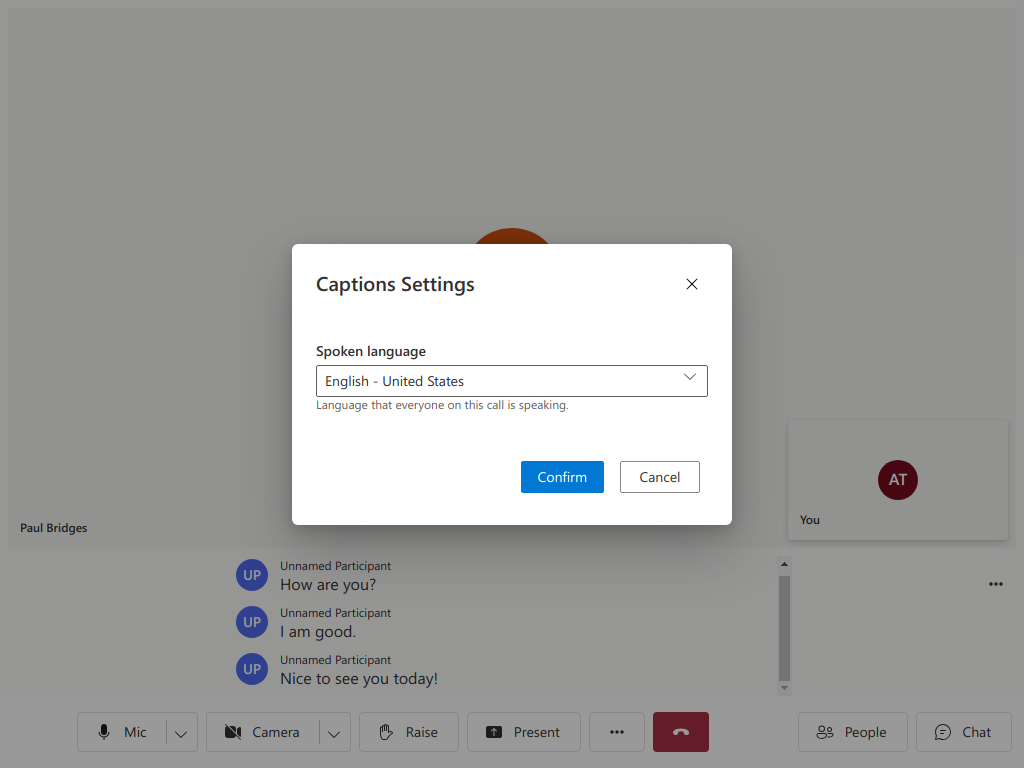 Captions Settings
Spoken language
English - United States
Language that everyone on this call is speaking.
Confirm
Cancel
AT
You
Paul Bridges
UP
Unnamed Participant
How are you?
UP
Unnamed Participant
I am good.
UP
Unnamed Participant
Nice to see you today!
Mic
Camera
Raise
Present
People
Chat